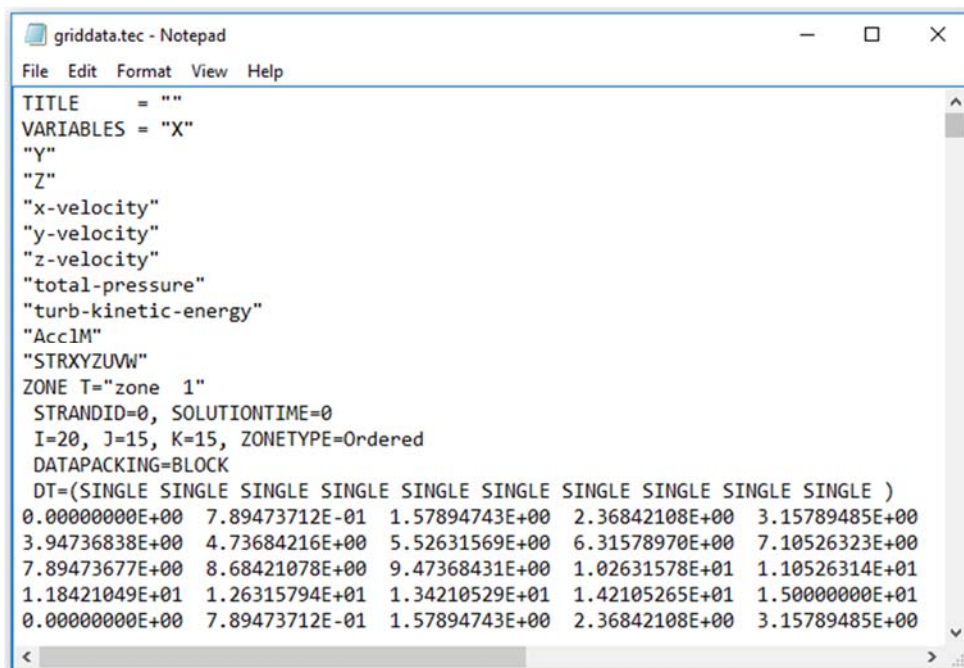 griddata.tec - Notepad
File Edit Format View Help
TITLE     = ""
VARIABLES = "X"
"Y"
"Z"
"x-velocity"
"y-velocity"
"z-velocity"
"total-pressure"
"turb-kinetic-energy"
"AcclM"
"STRXYZUVW"
ZONE T="zone  1"
 STRANDID=0, SOLUTIONTIME=0
 I=20, J=15, K=15, ZONETYPE=Ordered
 DATAPACKING=BLOCK
 DT=(SINGLE SINGLE SINGLE SINGLE SINGLE SINGLE SINGLE SINGLE SINGLE SINGLE )
0.00000000E+00  7.89473712E-01  1.57894743E+00  2.36842108E+00  3.15789485E+00
3.94736838E+00  4.73684216E+00  5.52631569E+00  6.31578970E+00  7.10526323E+00
7.89473677E+00  8.68421078E+00  9.47368431E+00  1.02631578E+01  1.10526314E+01
1.18421049E+01  1.26315794E+01  1.34210529E+01  1.42105265E+01  1.50000000E+01
0.00000000E+00  7.89473712E-01  1.57894743E+00  2.36842108E+00  3.15789485E+00